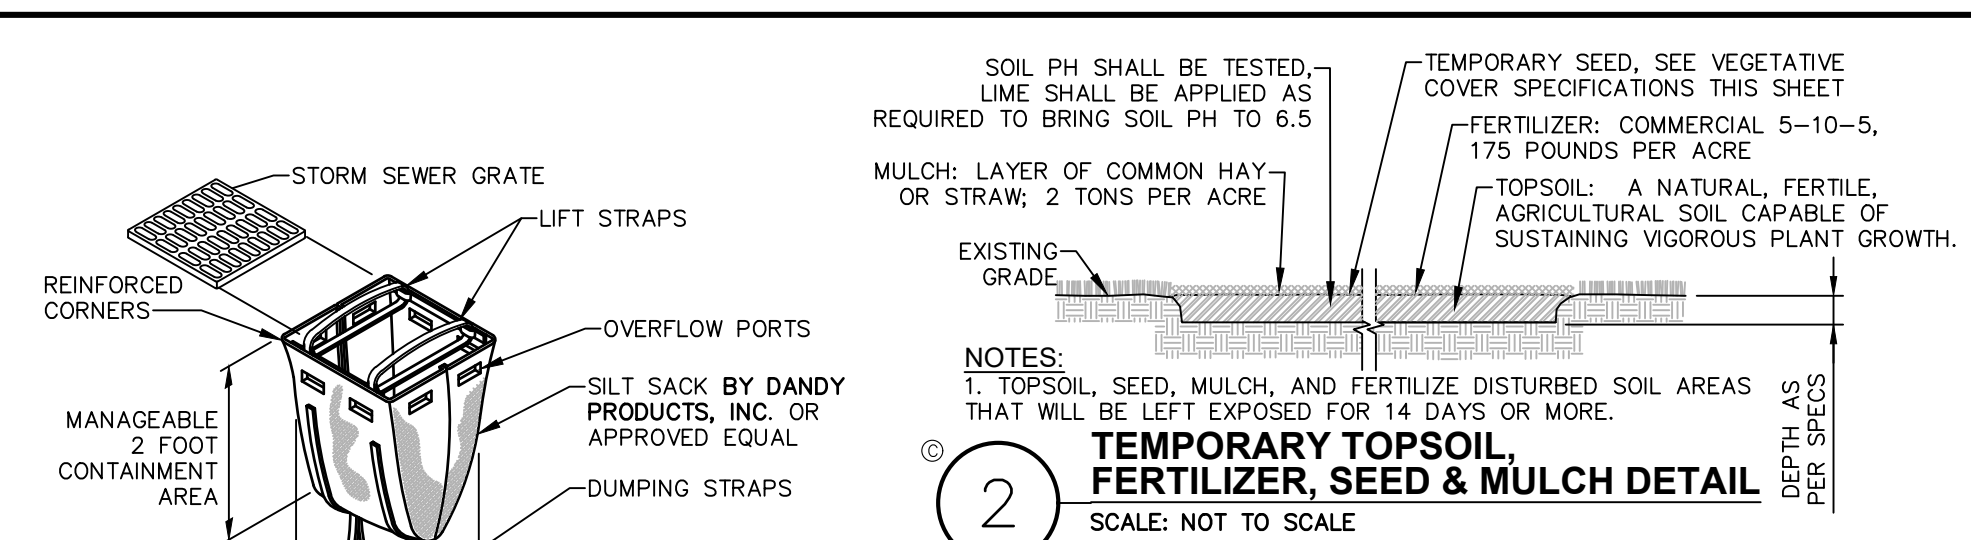 STORM SEWER GRATE
LIFT STRAPS
REINFORCED
CORNERS
OVERFLOW PORTS
SILT SACK BY DANDY
PRODUCTS, INC. OR
APPROVED EQUAL
MANAGEABLE
2 FOOT
CONTAINMENT
AREA
DUMPING STRAPS
SOIL PH SHALL BE TESTED,
LIME SHALL BE APPLIED AS
REQUIRED TO BRING SOIL PH TO 6.5
MULCH: LAYER OF COMMON HAY
OR STRAW; 2 TONS PER ACRE
EXISTING
GRADE
TEMPORARY SEED, SEE VEGETATIVE
COVER SPECIFICATIONS THIS SHEET
FERTILIZER: COMMERCIAL 5-10-5,
175 POUNDS PER ACRE
TOPSOIL: A NATURAL, FERTILE,
AGRICULTURAL SOIL CAPABLE OF
SUSTAINING VIGOROUS PLANT GROWTH.
DEPTH AS
PER SPECS
NOTES:
1. TOPSOIL, SEED, MULCH, AND FERTILIZE DISTURBED SOIL AREAS
THAT WILL BE LEFT EXPOSED FOR 14 DAYS OR MORE.
©
2
TEMPORARY TOPSOIL,
FERTILIZER, SEED & MULCH DETAIL
SCALE: NOT TO SCALE